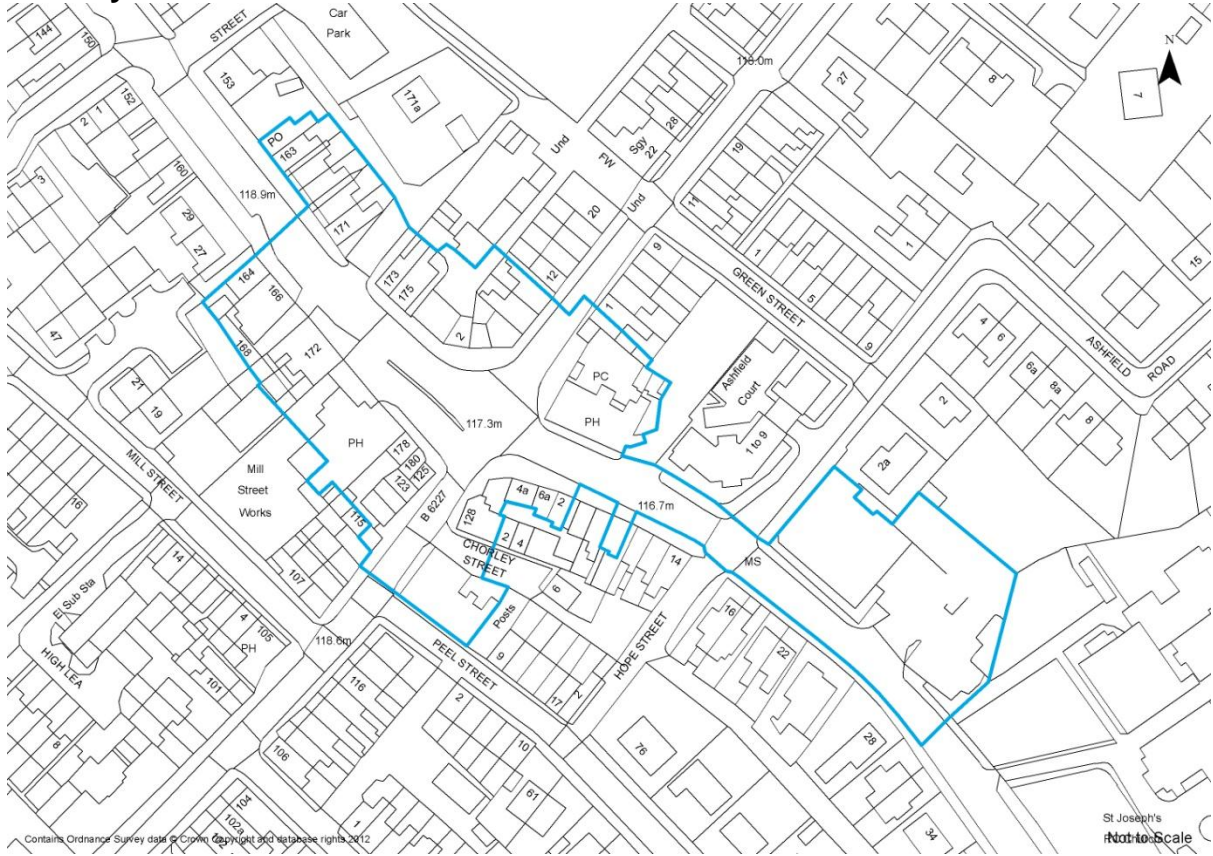 144
150
STREET
Car
Park
118.0m
N
7
8
27
153
171a
2
1
152
PO
163
160
3
Und
FW
Sgy
22
28
Und
19
11
118.9m
29
27
171
20
12
9
1
1
GREEN STREET
5
9
15
164
166
173
175
2
1
47
168
172
PC
PH
Ashfield
Court
1 to 9
4
6
6a
8a
8
ASHFIELD
ROAD
21
19
PH
117.3m
178
180
125
123
2
2a
MILL STREET
Mill
Street
Works
16
115
B 6227
128
4a
6a
2
116.7m
2
4
CHORLEY
STREET
14
MS
14
107
6
El Sub Sta
4
105
PH
118.6m
Posts
HOPE STREET
16
22
HIGH LEA
101
PEEL STREET
9
17
2
116
2
10
76
28
8
106
61
104
102a
1
34
St Joseph's
Not to Scale
Contains Ordnance Survey data © Crown Copyright and database rights 2012